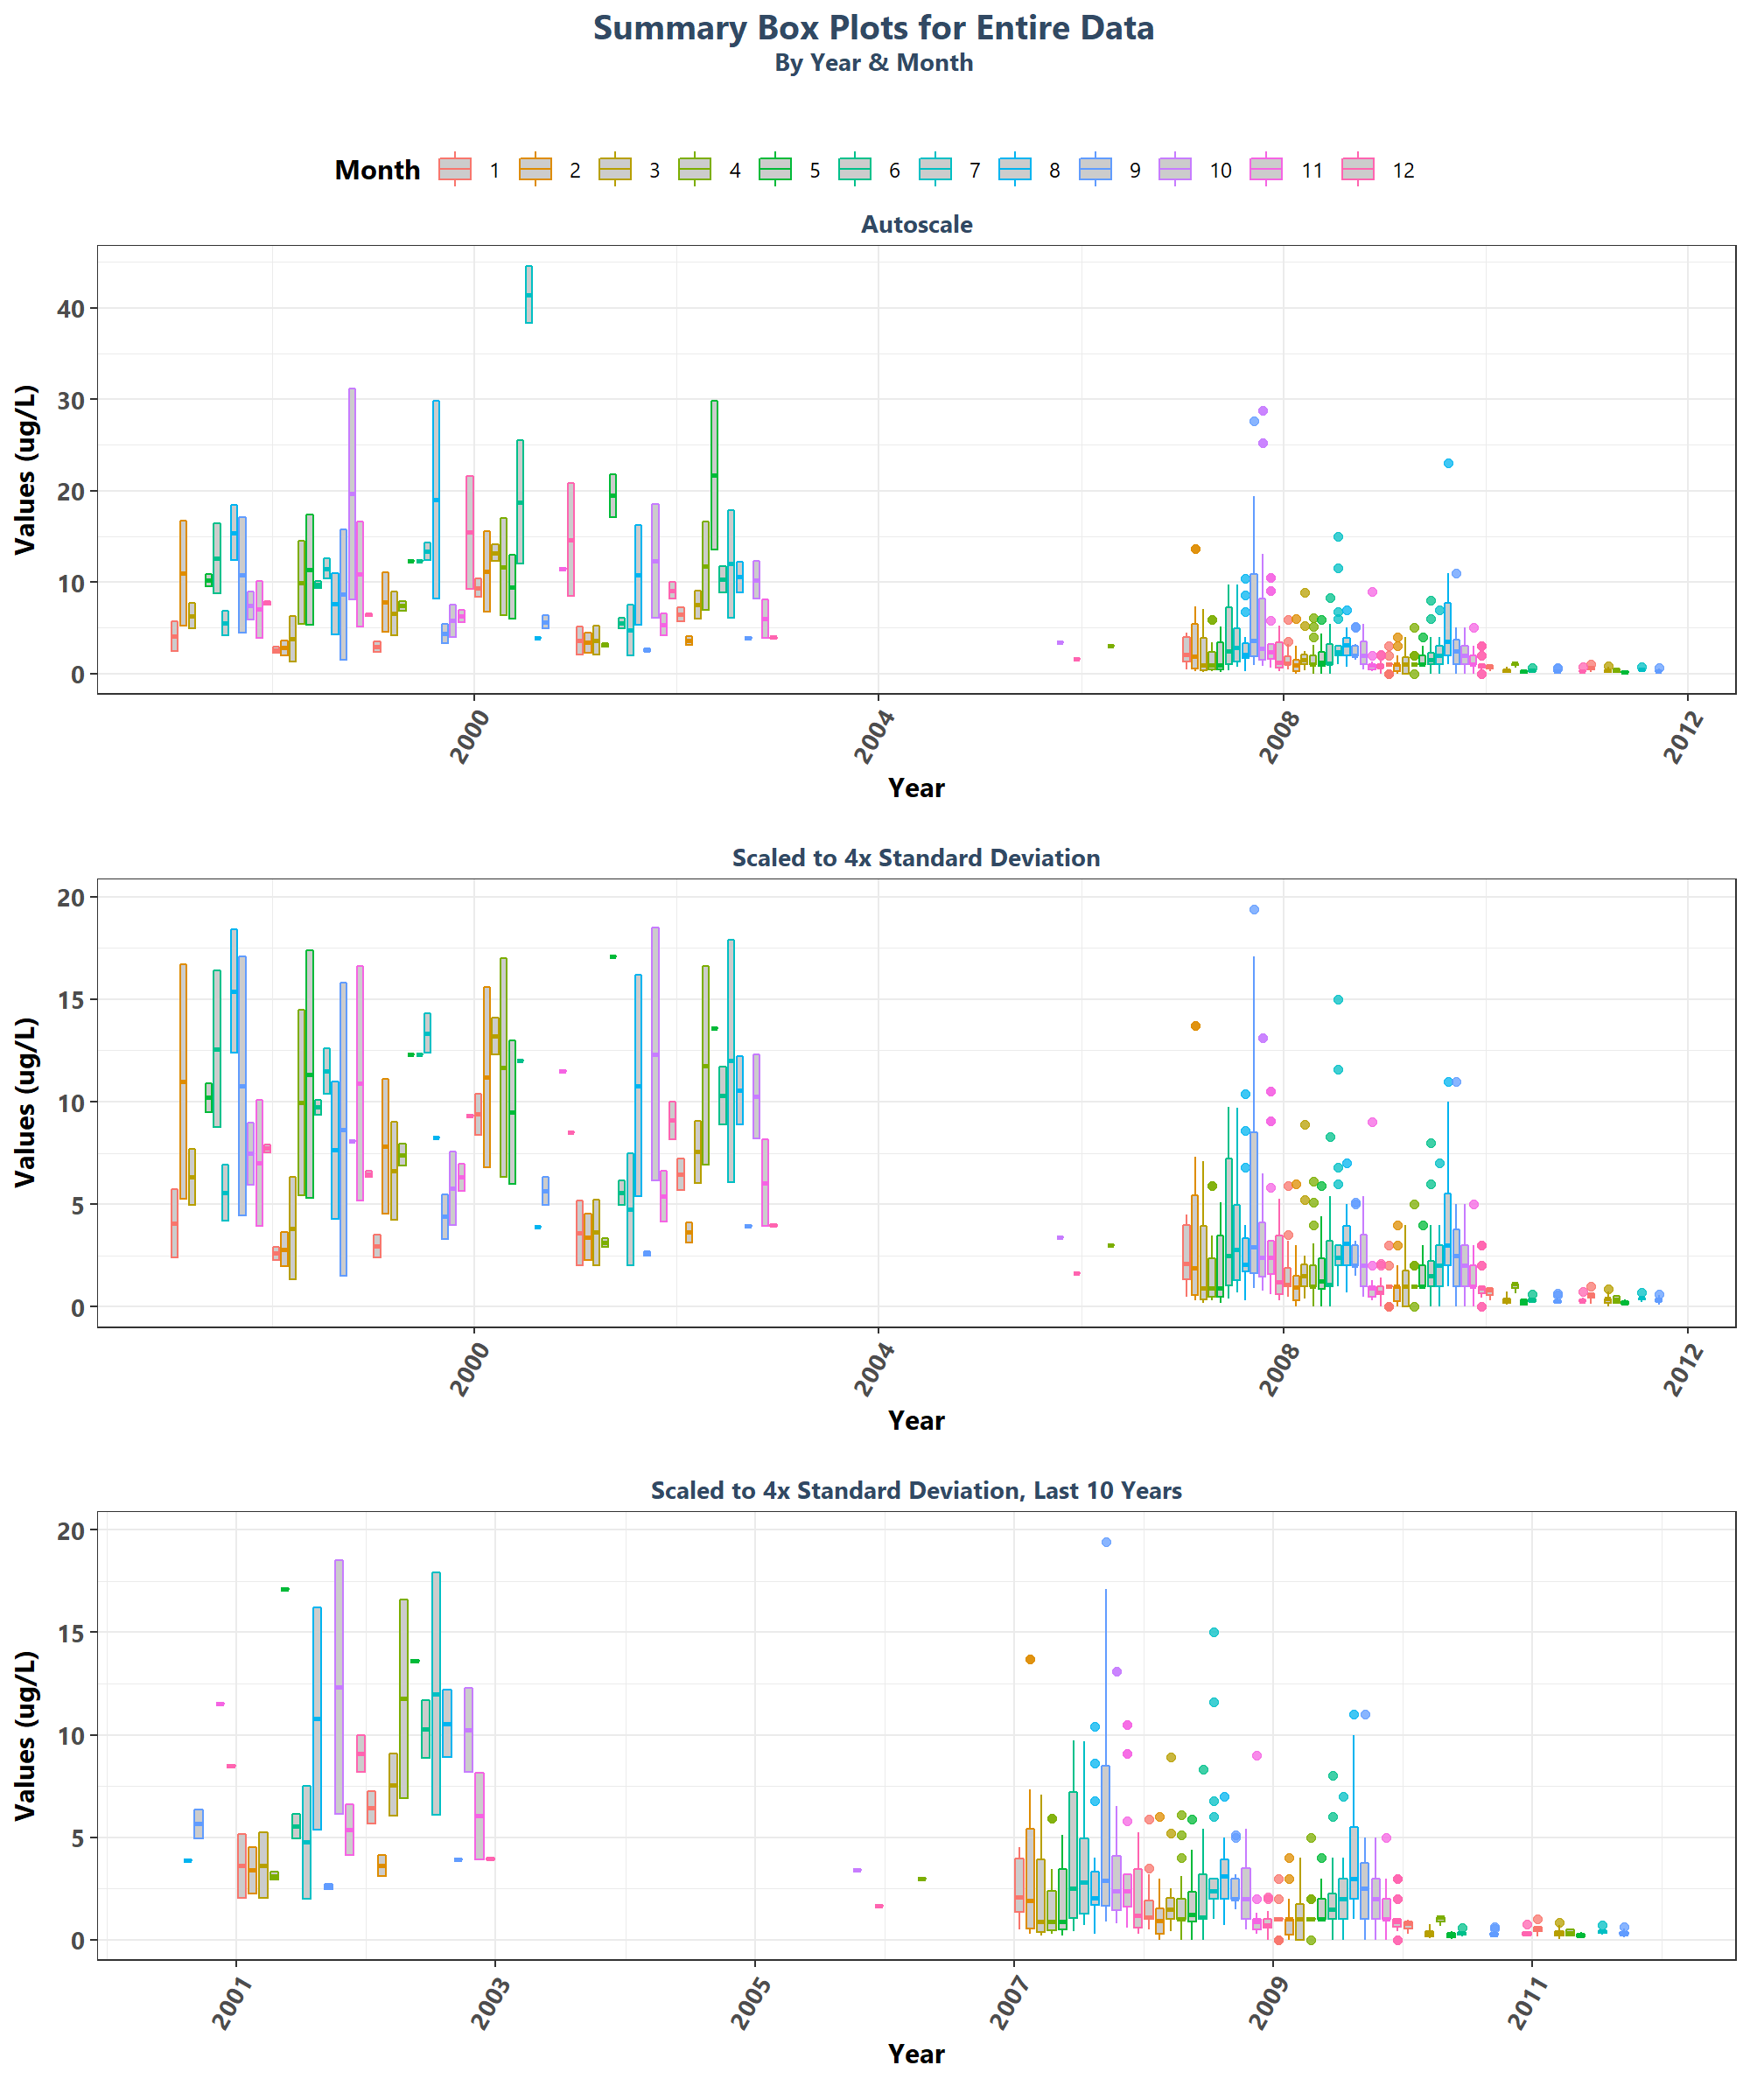 Summary Box Plots for Entire Data
By Year & Month
Month 1 2 3 4 5 6 7 8 9 10 11 12
Autoscale
Values (ug/L)
40
30
20
10
0
2000 2004 2008 2012
Year
Scaled to 4x Standard Deviation
Values (ug/L)
20
15
10
5
0
2000 2004 2008 2012
Year
Scaled to 4x Standard Deviation, Last 10 Years
Values (ug/L)
20
15
10
5
0
2001 2003 2005 2007 2009 2011
Year